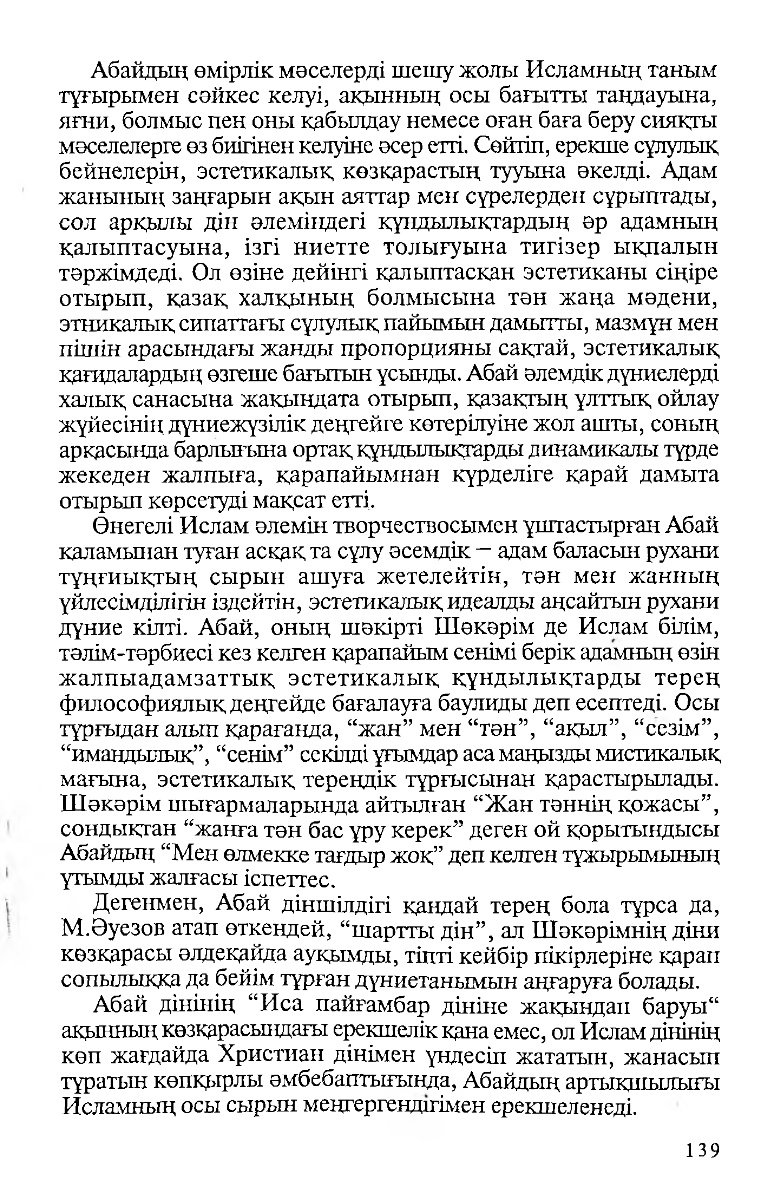 Абайдың өмірлік мәселерді шешу жолы Исламның таным
тұғырымен сәйкес келуі, ақынның осы бағытты таңдауына,
яғни, болмыс пен оны қабылдау немесе оған баға беру сияқты
мәселелерге өз биігінен келуіне әсер етті. Сөйтіп, ерекше сұлулық
бейнелерін, эстетикалық көзқарастың тууына әкелді. Адам
жанының заңғарын ақын аяттар мен сүрелерден сұрыптады,
сол арқылы дін әлеміндегі құндылықтардың әр адамның
қалыптасуына, ізгі ниетте толығуына тигізер ықпалын
тәржімдеді. Ол өзіне дейінгі қалыптасқан эстетиканы сіңіре
отырып, қазақ халқының болмысына тән жаңа мәдени,
этникалық сипаттағы сұлулық пайымын дамытты, мазмұн мен
пішін арасындағы жанды пропорцияны сақтай, эстетикалық
қағидалардың өзгеше бағытын ұсынды. Абай әлемдік дүниелерді
халық санасына жақындата отырып, қазақтың ұлттық ойлау
жүйесінің дүниежүзілік деңгейге көтерілуіне жол ашты, соның
арқасында барлығына ортақ құндылықтарды динамикалы түрде
жекеден жалпыға, қарапайымнан күрделіге қарай дамыта
отырып көрсетуді мақсат етті.
Өнегелі Ислам әлемін творчествосымен ұштастырған Абай
қаламынан туған асқақ та сұлу әсемдік – адам баласын рухани
тұңғиықтың сырын ашуға жетелейтін, тән мен жанның
үйлесімділігін іздейтін, эстетикалық идеалды аңсайтын рухани
дүние кілті. Абай, оның шәкірті Шәкәрім де Ислам білім,
тәлім-тәрбиесі кез келген қарапайым сенімі берік адамның өзін
жалпыадамзаттық эстетикалық құндылықтарды терең
философиялық деңгейде бағалауға баулиды деп есептеді. Осы
тұрғыдан алып қарағанда, “жан” мен “тән”, “ақыл”, “сезім”,
“имандылық”, “сенім” секілді ұғымдар аса маңызды мистикалық
мағына, эстетикалық тереңдік тұрғысынан қарастырылады.
Шәкәрім шығармаларында айтылған “Жан тәннің қожасы”,
сондықтан “жанға тән бас ұру керек” деген ой қорытындысы
Абайдың “Мен өлмекке тағдыр жоқ” деп келген тұжырымының
ұтымды жалғасы іспеттес.
Дегенмен, Абай діншілдігі қандай терең бола тұрса да,
М.Әуезов атап өткендей, “шартты дін”, ал Шәкәрімнің діни
көзқарасы әлдеқайда ауқымды, тіпті кейбір пікірлеріне қарап
сопылыққа да бейім тұрған дүниетанымын аңғаруға болады.
Абай дінінің “Иса пайғамбар дініне жақындап баруы“
ақынның көзқарасындағы ерекшелік қана емес, ол Ислам дінінің
көп жағдайда Христиан дінімен үндесіп жататын, жанасып
тұратын көпқырлы әмбебаптығында, Абайдың артықшылығы
Исламның осы сырын меңгергендігімен ерекшеленеді.
139